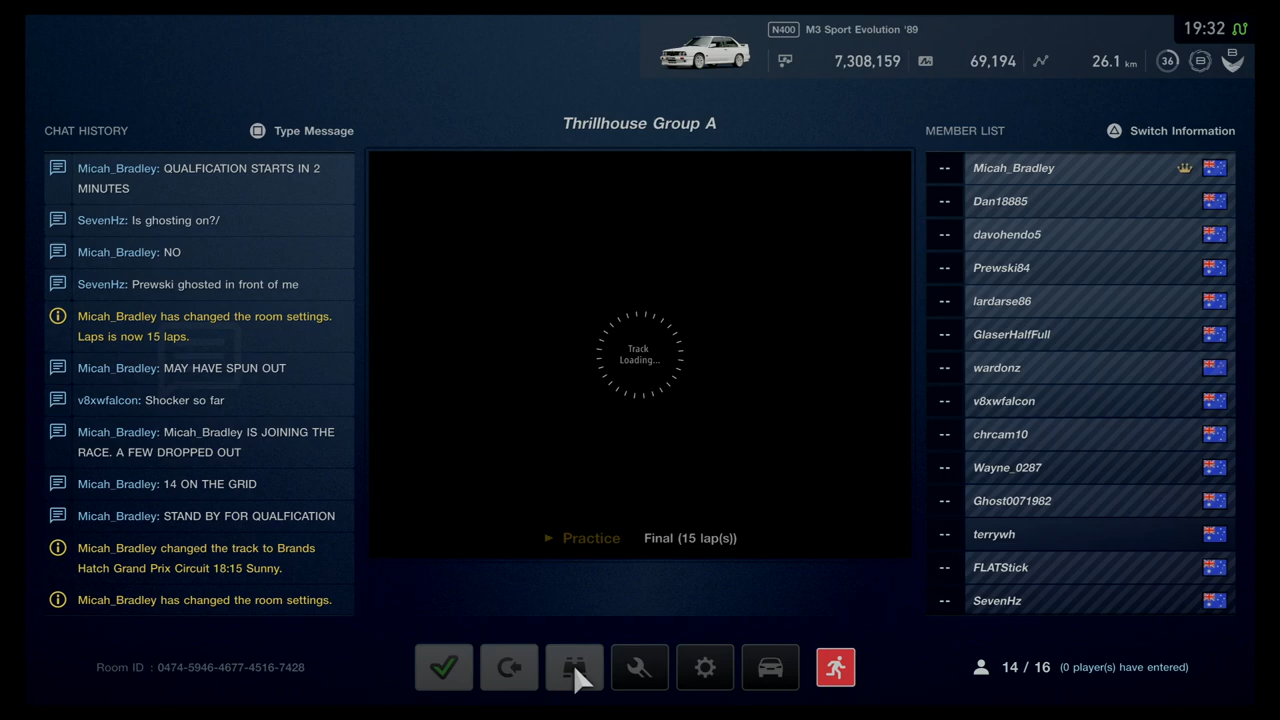 N400 M3 Sport Evolution '89
19:32
7,308,159 69,194 26.1 km 36 B B
CHAT HISTORY Type Message
Thrillhouse Group A
MEMBER LIST Switch Information
Micah_Bradley: QUALFICATION STARTS IN 2
MINUTES
SevenHz: Is ghosting on?/
Micah_Bradley: NO
SevenHz: Prewski ghosted in front of me
Micah_Bradley has changed the room settings.
Laps is now 15 laps.
Micah_Bradley: MAY HAVE SPUN OUT
v8xwfalcon: Shocker so far
Micah_Bradley: Micah_Bradley IS JOINING THE
RACE. A FEW DROPPED OUT
Micah_Bradley: 14 ON THE GRID
Micah_Bradley: STAND BY FOR QUALFICATION
Micah_Bradley changed the track to Brands
Hatch Grand Prix Circuit 18:15 Sunny.
Micah_Bradley has changed the room settings.
Track
Loading...
Practice Final (15 lap(s))
-- Micah_Bradley
-- Dan18885
-- davohendo5
-- Prewski84
-- lardarse86
-- GlaserHalfFull
-- wardonz
-- v8xwfalcon
-- chrcam10
-- Wayne_0287
-- Ghost0071982
-- terrywh
-- FLATStick
-- SevenHz
Room ID : 0474-5946-4677-4516-7428
14 / 16 (0 player(s) have entered)